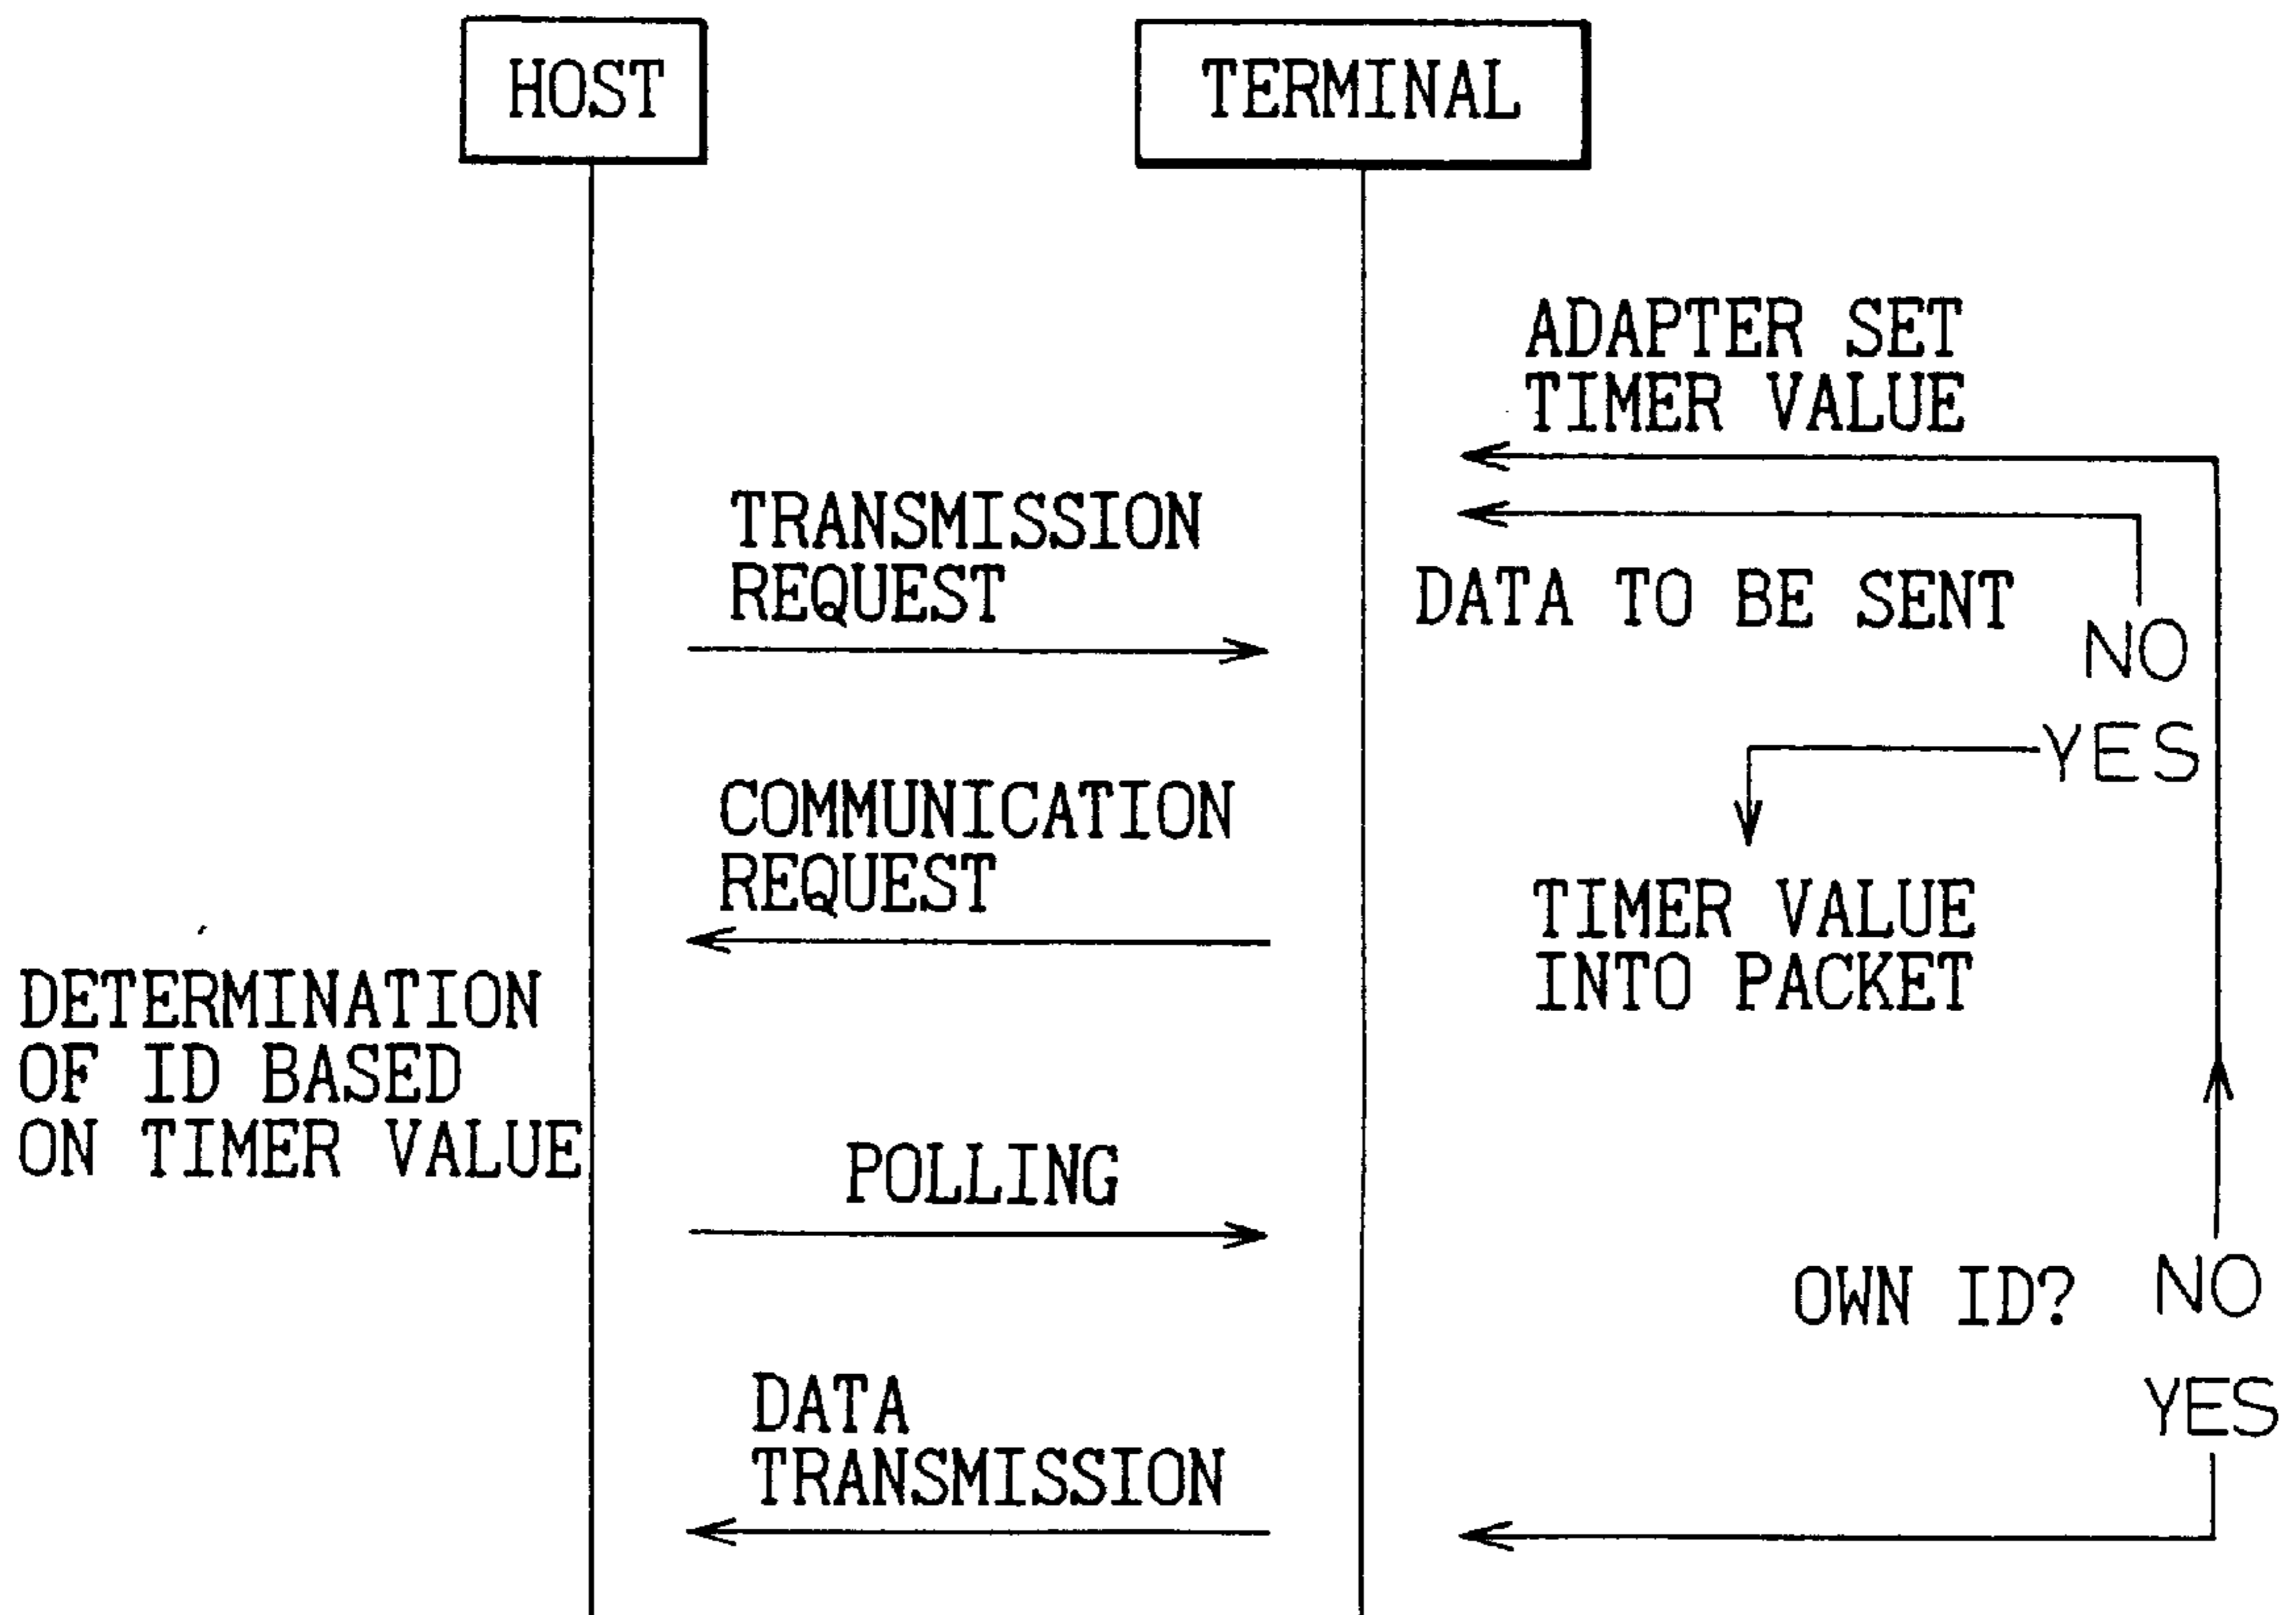 HOST
TERMINAL
ADAPTER SET
TIMER VALUE
TRANSMISSION
REQUEST
DATA TO BE SENT
NO
YES
COMMUNICATION
REQUEST
TIMER VALUE
INTO PACKET
DETERMINATION
OF ID BASED
ON TIMER VALUE
POLLING
OWN ID? NO
YES
DATA
TRANSMISSION